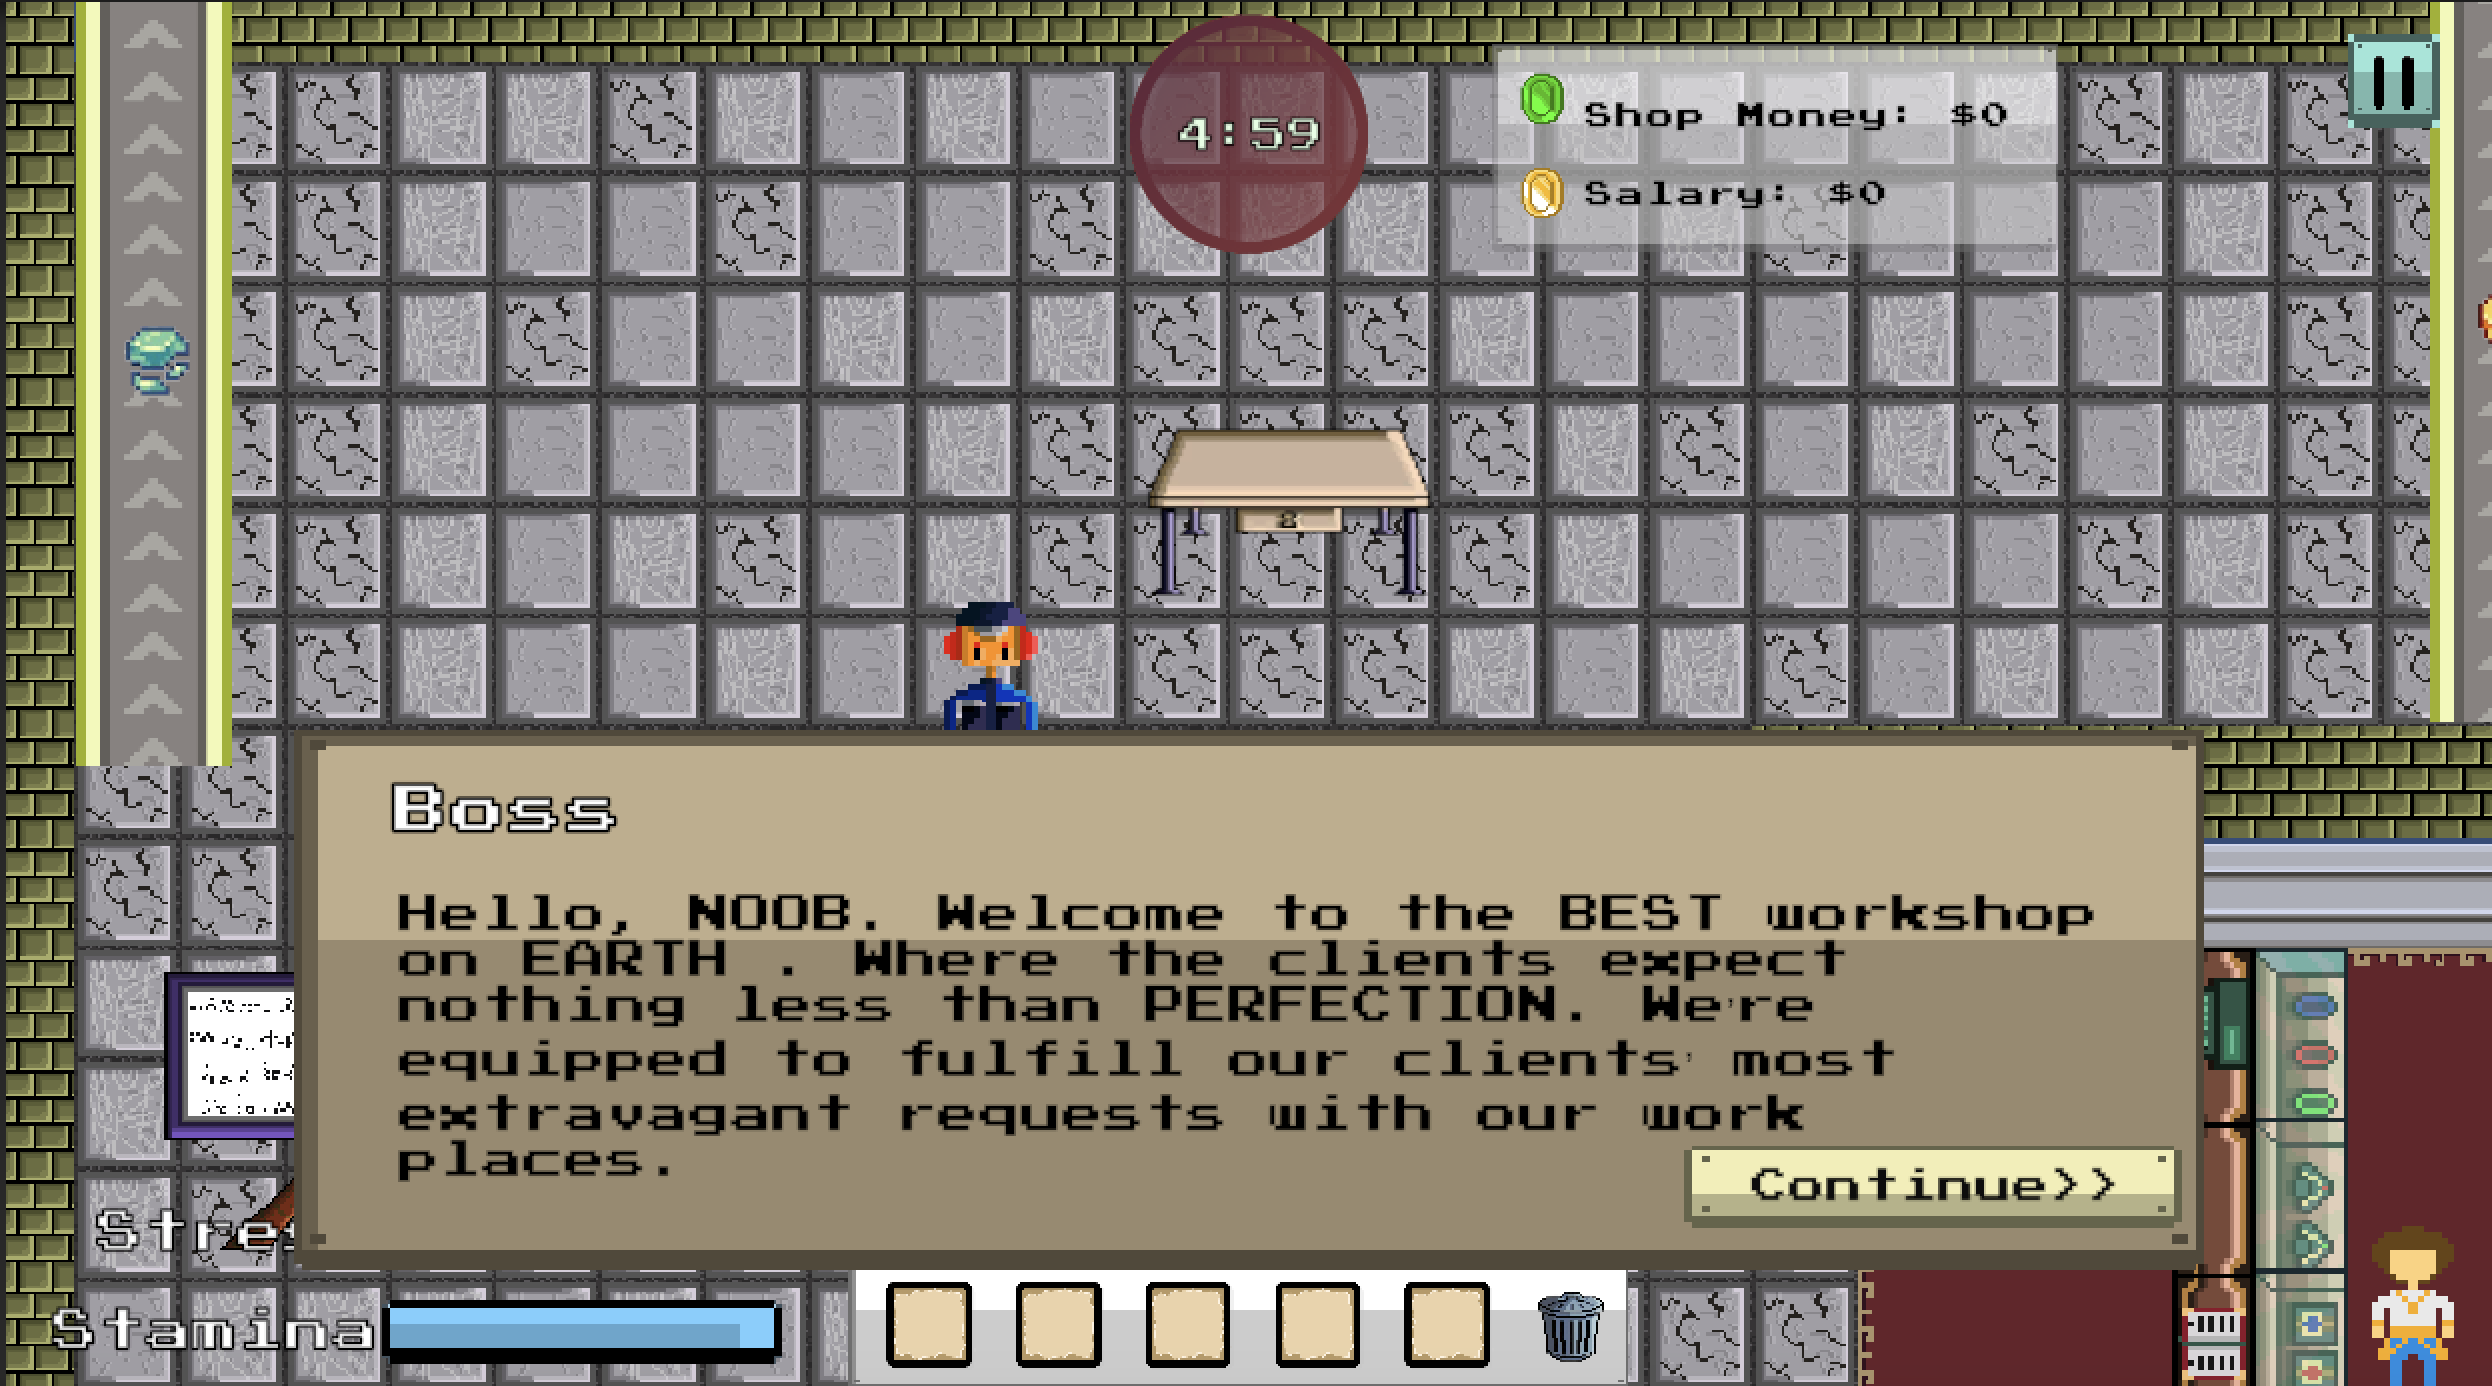 4:59
Shop Money: $0
Salary: $0
Boss
Hello, NOOB. Welcome to the BEST workshop
on EARTH . Where the clients expect
nothing less than PERFECTION. We're
equipped to fulfill our clients' most
extravagant requests with our work
places.
Continue>>
Stamina